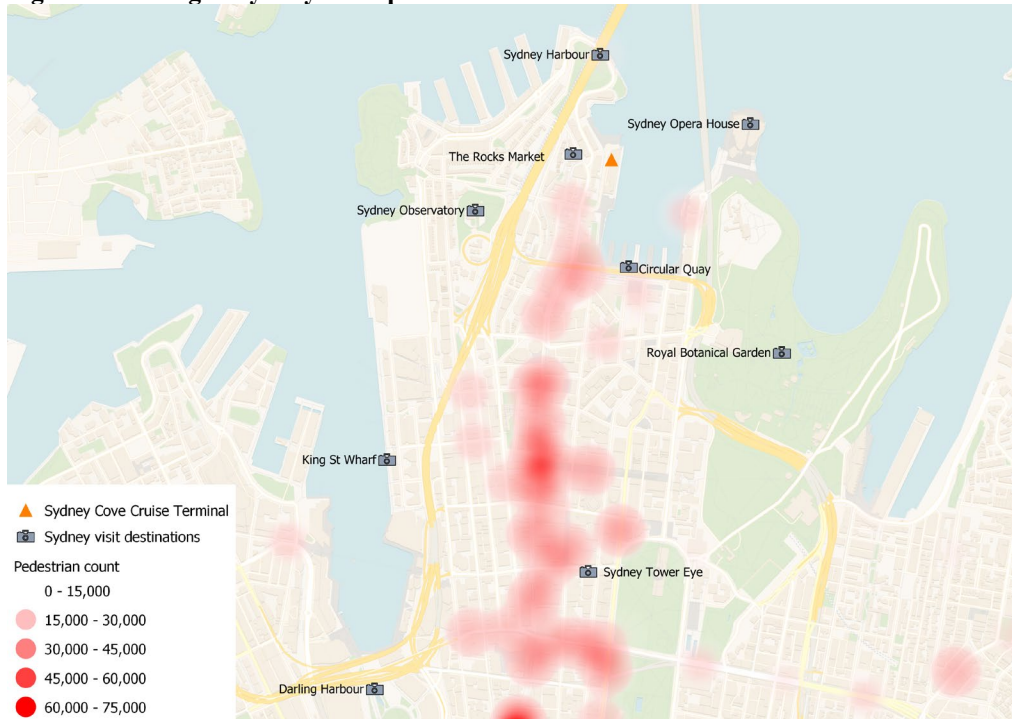 Sydney Harbour
Sydney Opera House
The Rocks Market
Sydney Observatory
Circular Quay
Royal Botanical Garden
King St Wharf
Sydney Cove Cruise Terminal
Sydney visit destinations
Pedestrian count
Sydney Tower Eye
0 - 15,000
15,000 - 30,000
30,000 - 45,000
45,000 - 60,000
Darling Harbour
60,000 - 75,000